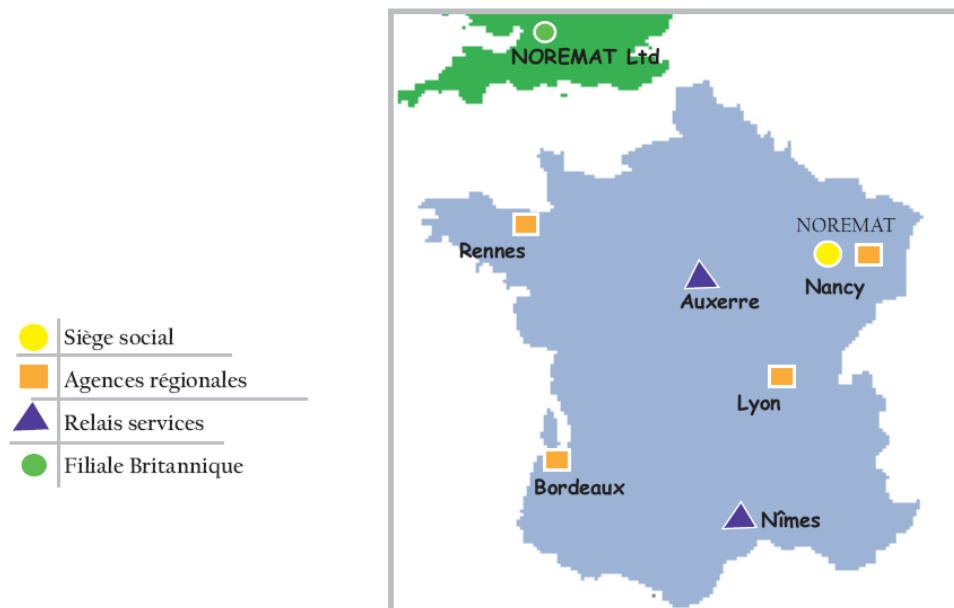 NOREMAT Ltd
NOREMAT
Rennes
Nancy
Auxerre
Siège social
Agences régionales
Lyon
Relais services
Filiale Britannique
Bordeaux
Nîmes